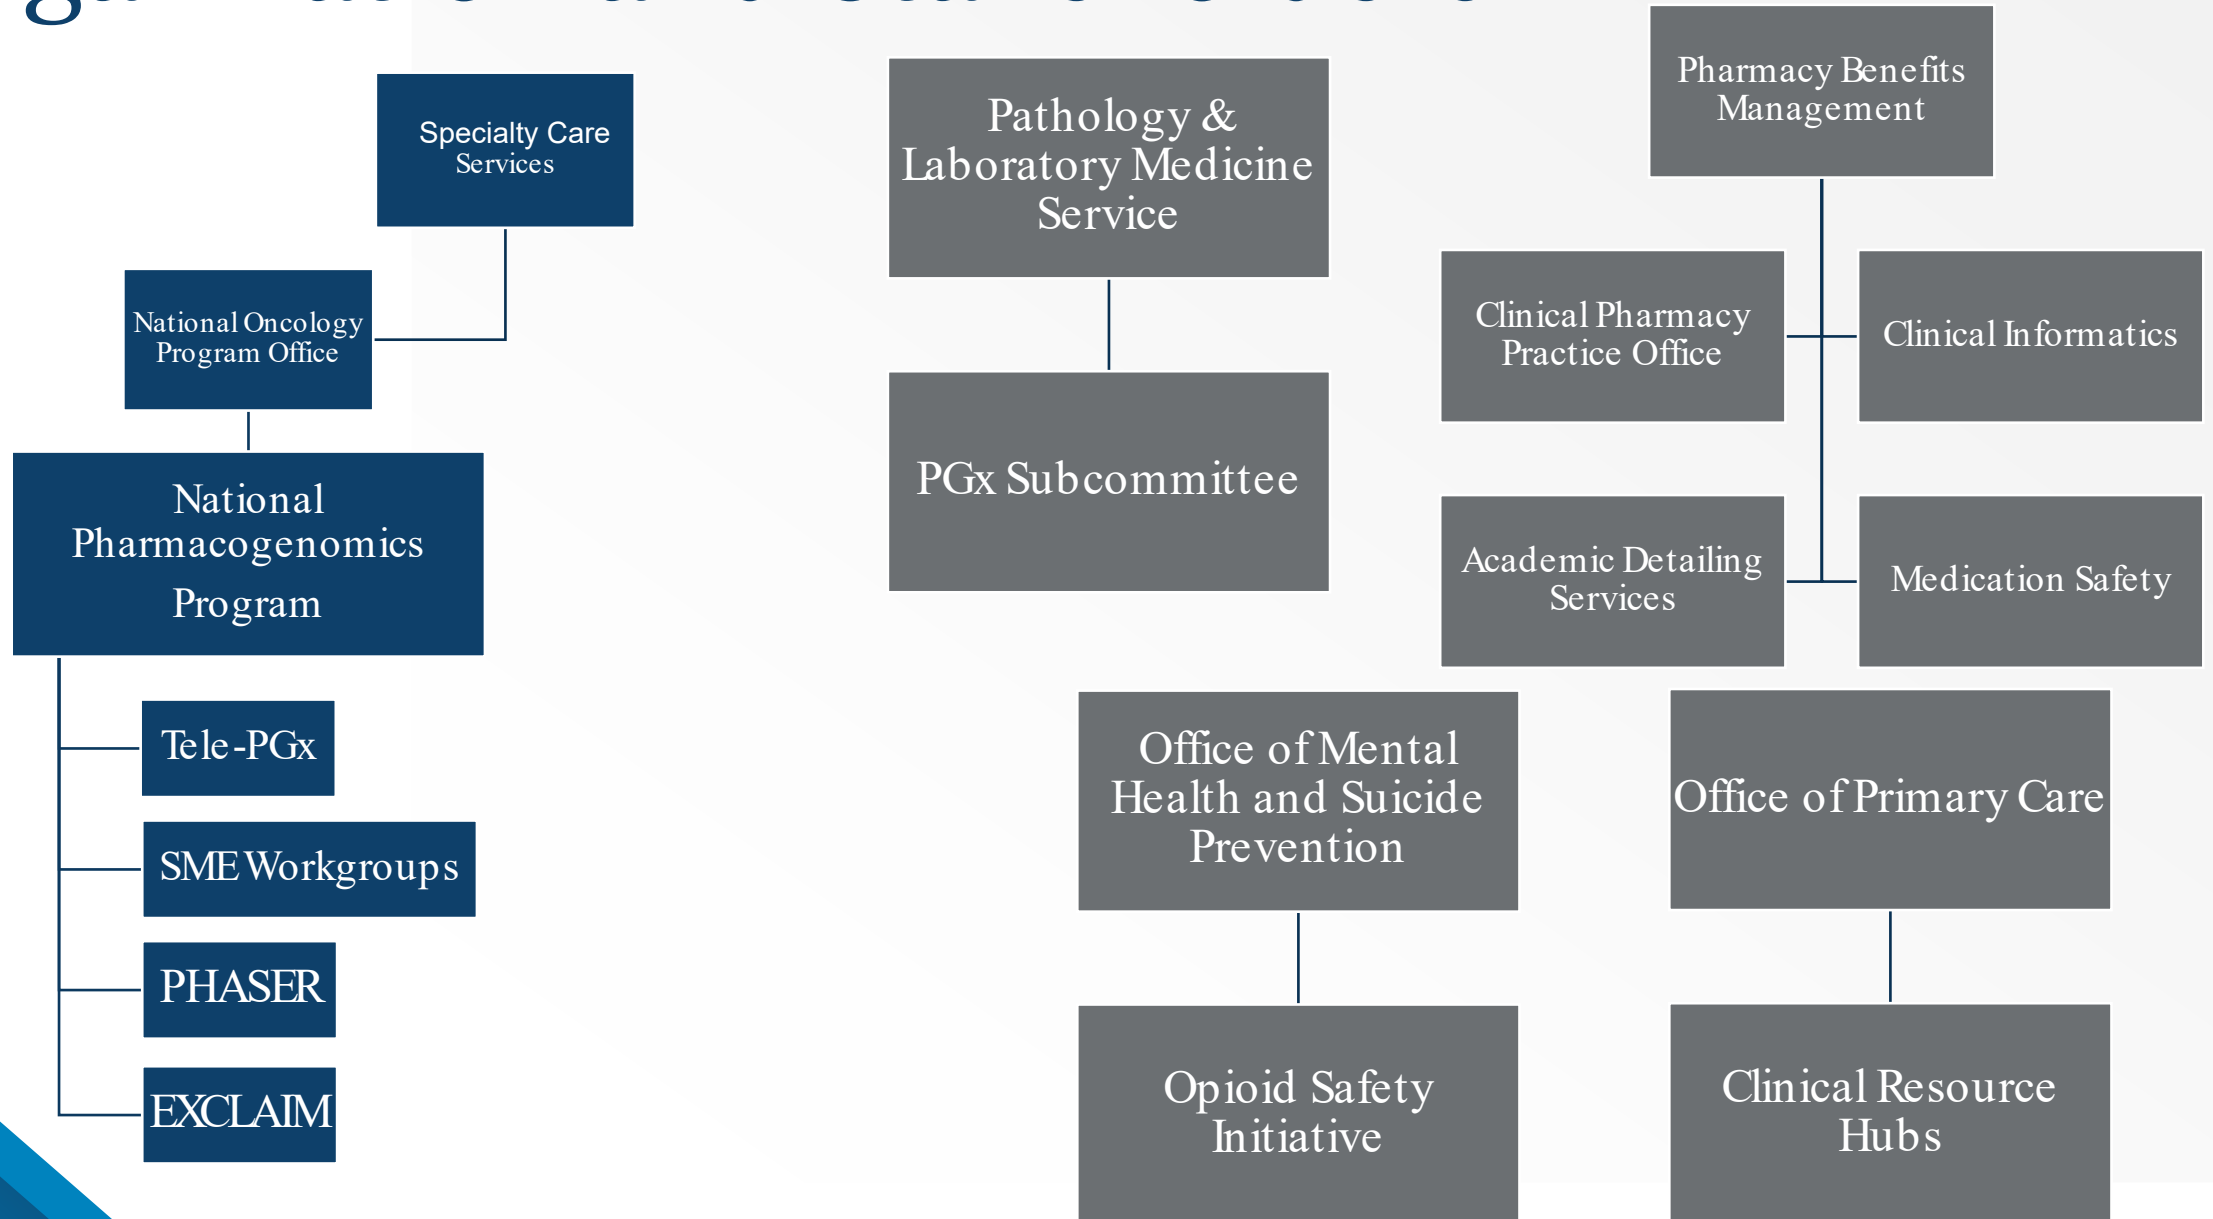 Specialty Care
Services
National Oncology
Program Office
National
Pharmacogenomics
Program
Tele-PGx
SME Workgroups
PHASER
EXCLAIM
Pathology &
Laboratory Medicine
Service
PGx Subcommittee
Pharmacy Benefits
Management
Clinical Pharmacy
Practice Office
Clinical Informatics
Academic Detailing
Services
Medication Safety
Office of Mental
Health and Suicide
Prevention
Opioid Safety
Initiative
Office of Primary Care
Clinical Resource
Hubs